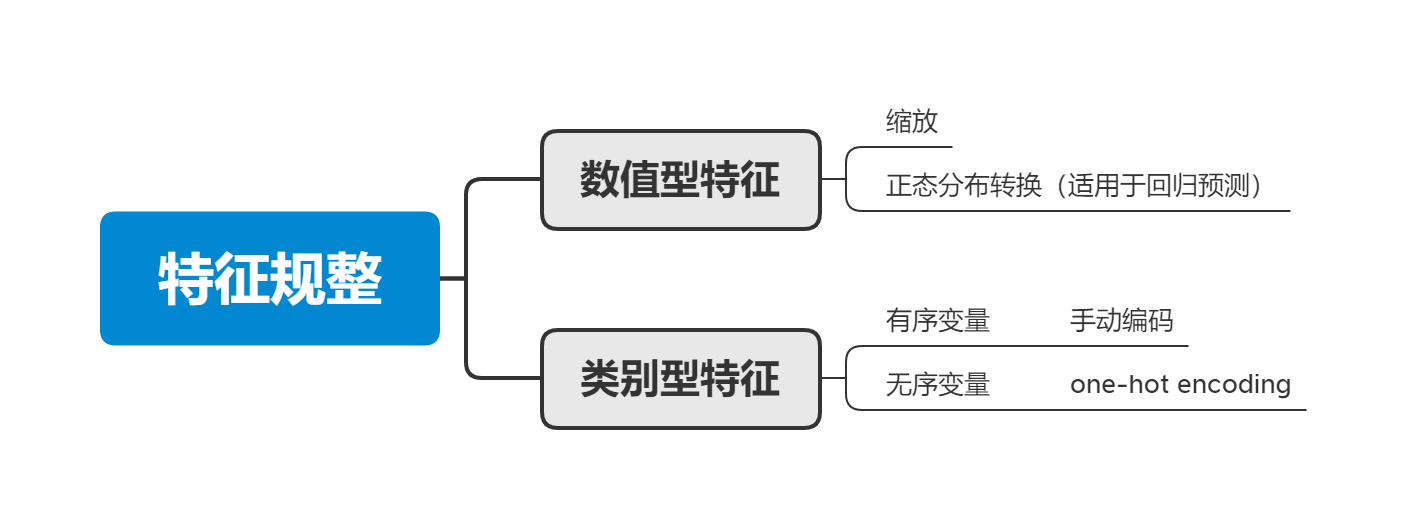 特征规整
数值型特征
缩放
正态分布转换（适用于回归预测）
类别型特征
有序变量 手动编码
无序变量 one-hot encoding